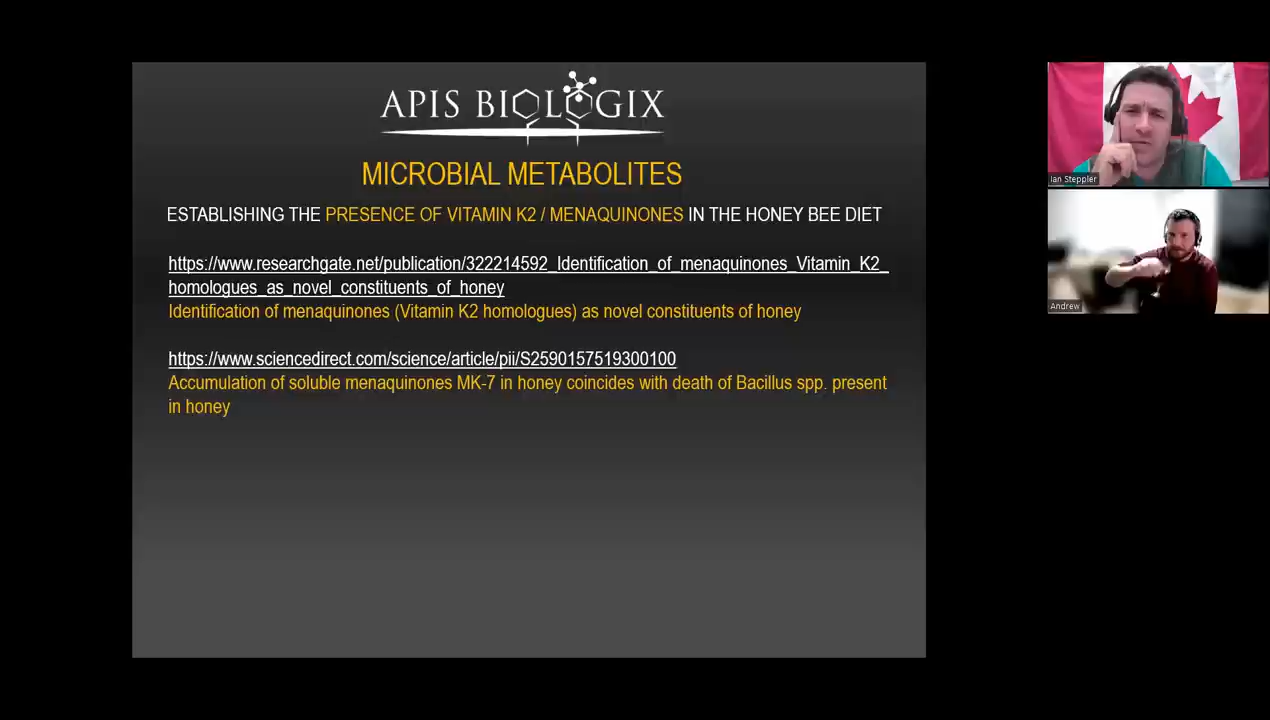 APIS BIOLOGIX
MICROBIAL METABOLITES
ESTABLISHING THE PRESENCE OF VITAMIN K2 / MENAQUINONES IN THE HONEY BEE DIET
https://www.researchgate.net/publication/322214592_Identification_of_menaquinones_Vitamin_K2_
homologues_as_novel_constituents_of_honey
Identification of menaquinones (Vitamin K2 homologues) as novel constituents of honey
https://www.sciencedirect.com/science/article/pii/S2590157519300100
Accumulation of soluble menaquinones MK-7 in honey coincides with death of Bacillus spp. present
in honey
Ian Steppler
Andrew